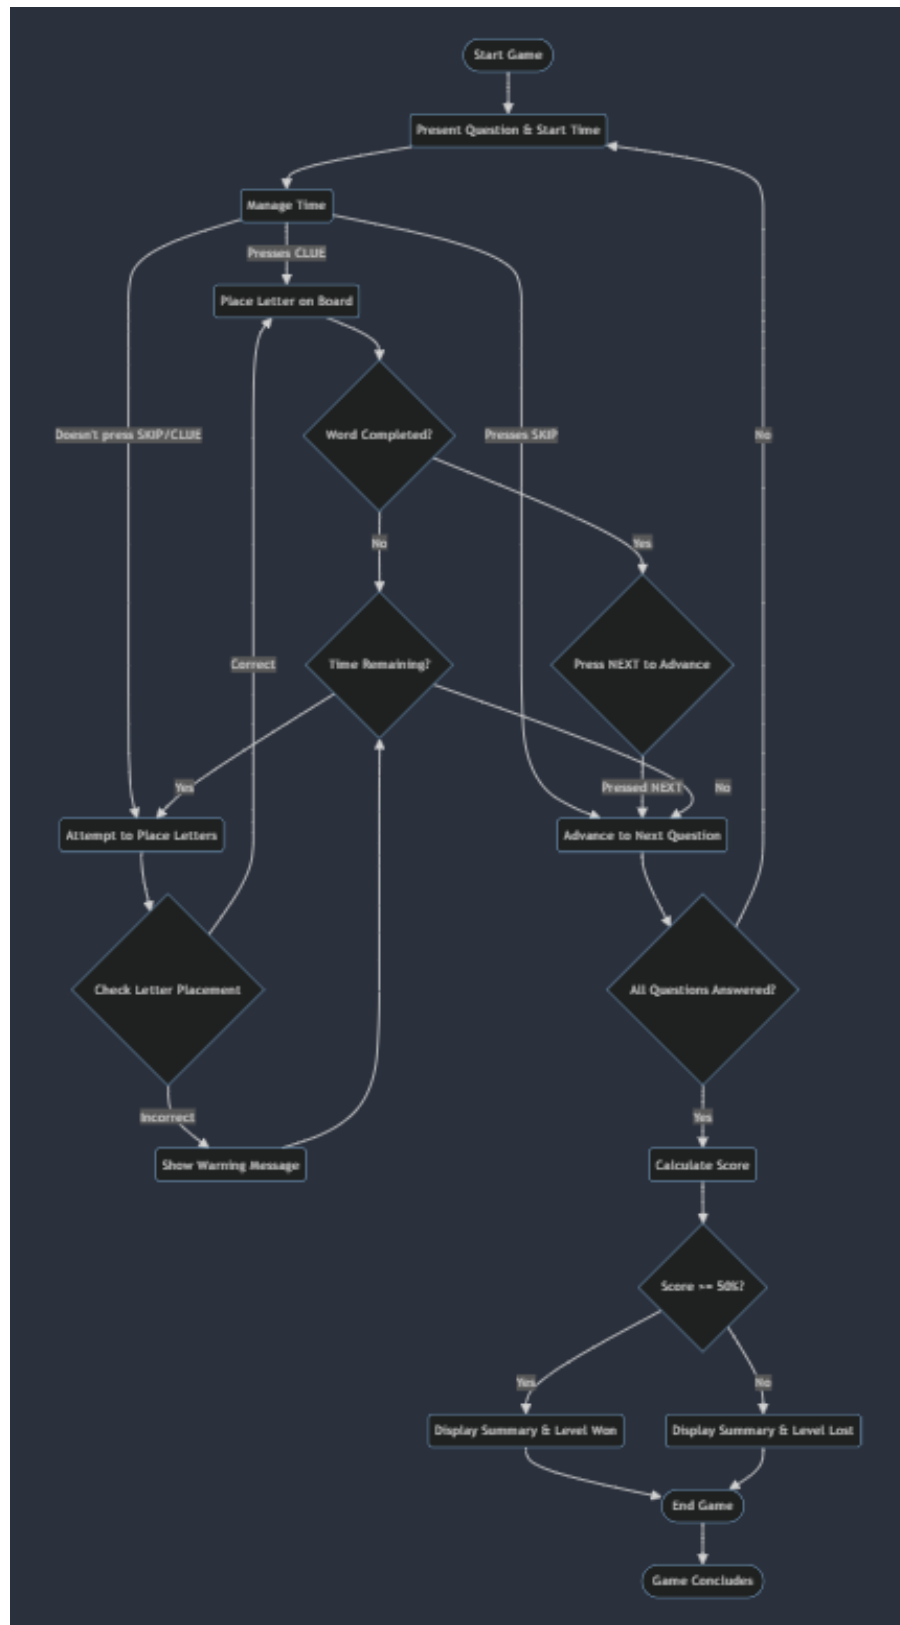 Start Game
Present Question & Start Time
Manage Time
Presses CLUE
Place Letter on Board
Doesn't press SKIP/CLUE
Word Completed?
Presses SKIP
No
No
Yes
Correct
Time Remaining?
Press NEXT to Advance
Yes
Pressed NEXT
No
Attempt to Place Letters
Advance to Next Question
Check Letter Placement
All Questions Answered?
Incorrect
Yes
Show Warning Message
Calculate Score
Score >= 50%?
Yes
No
Display Summary & Level Won
Display Summary & Level Lost
End Game
Game Concludes